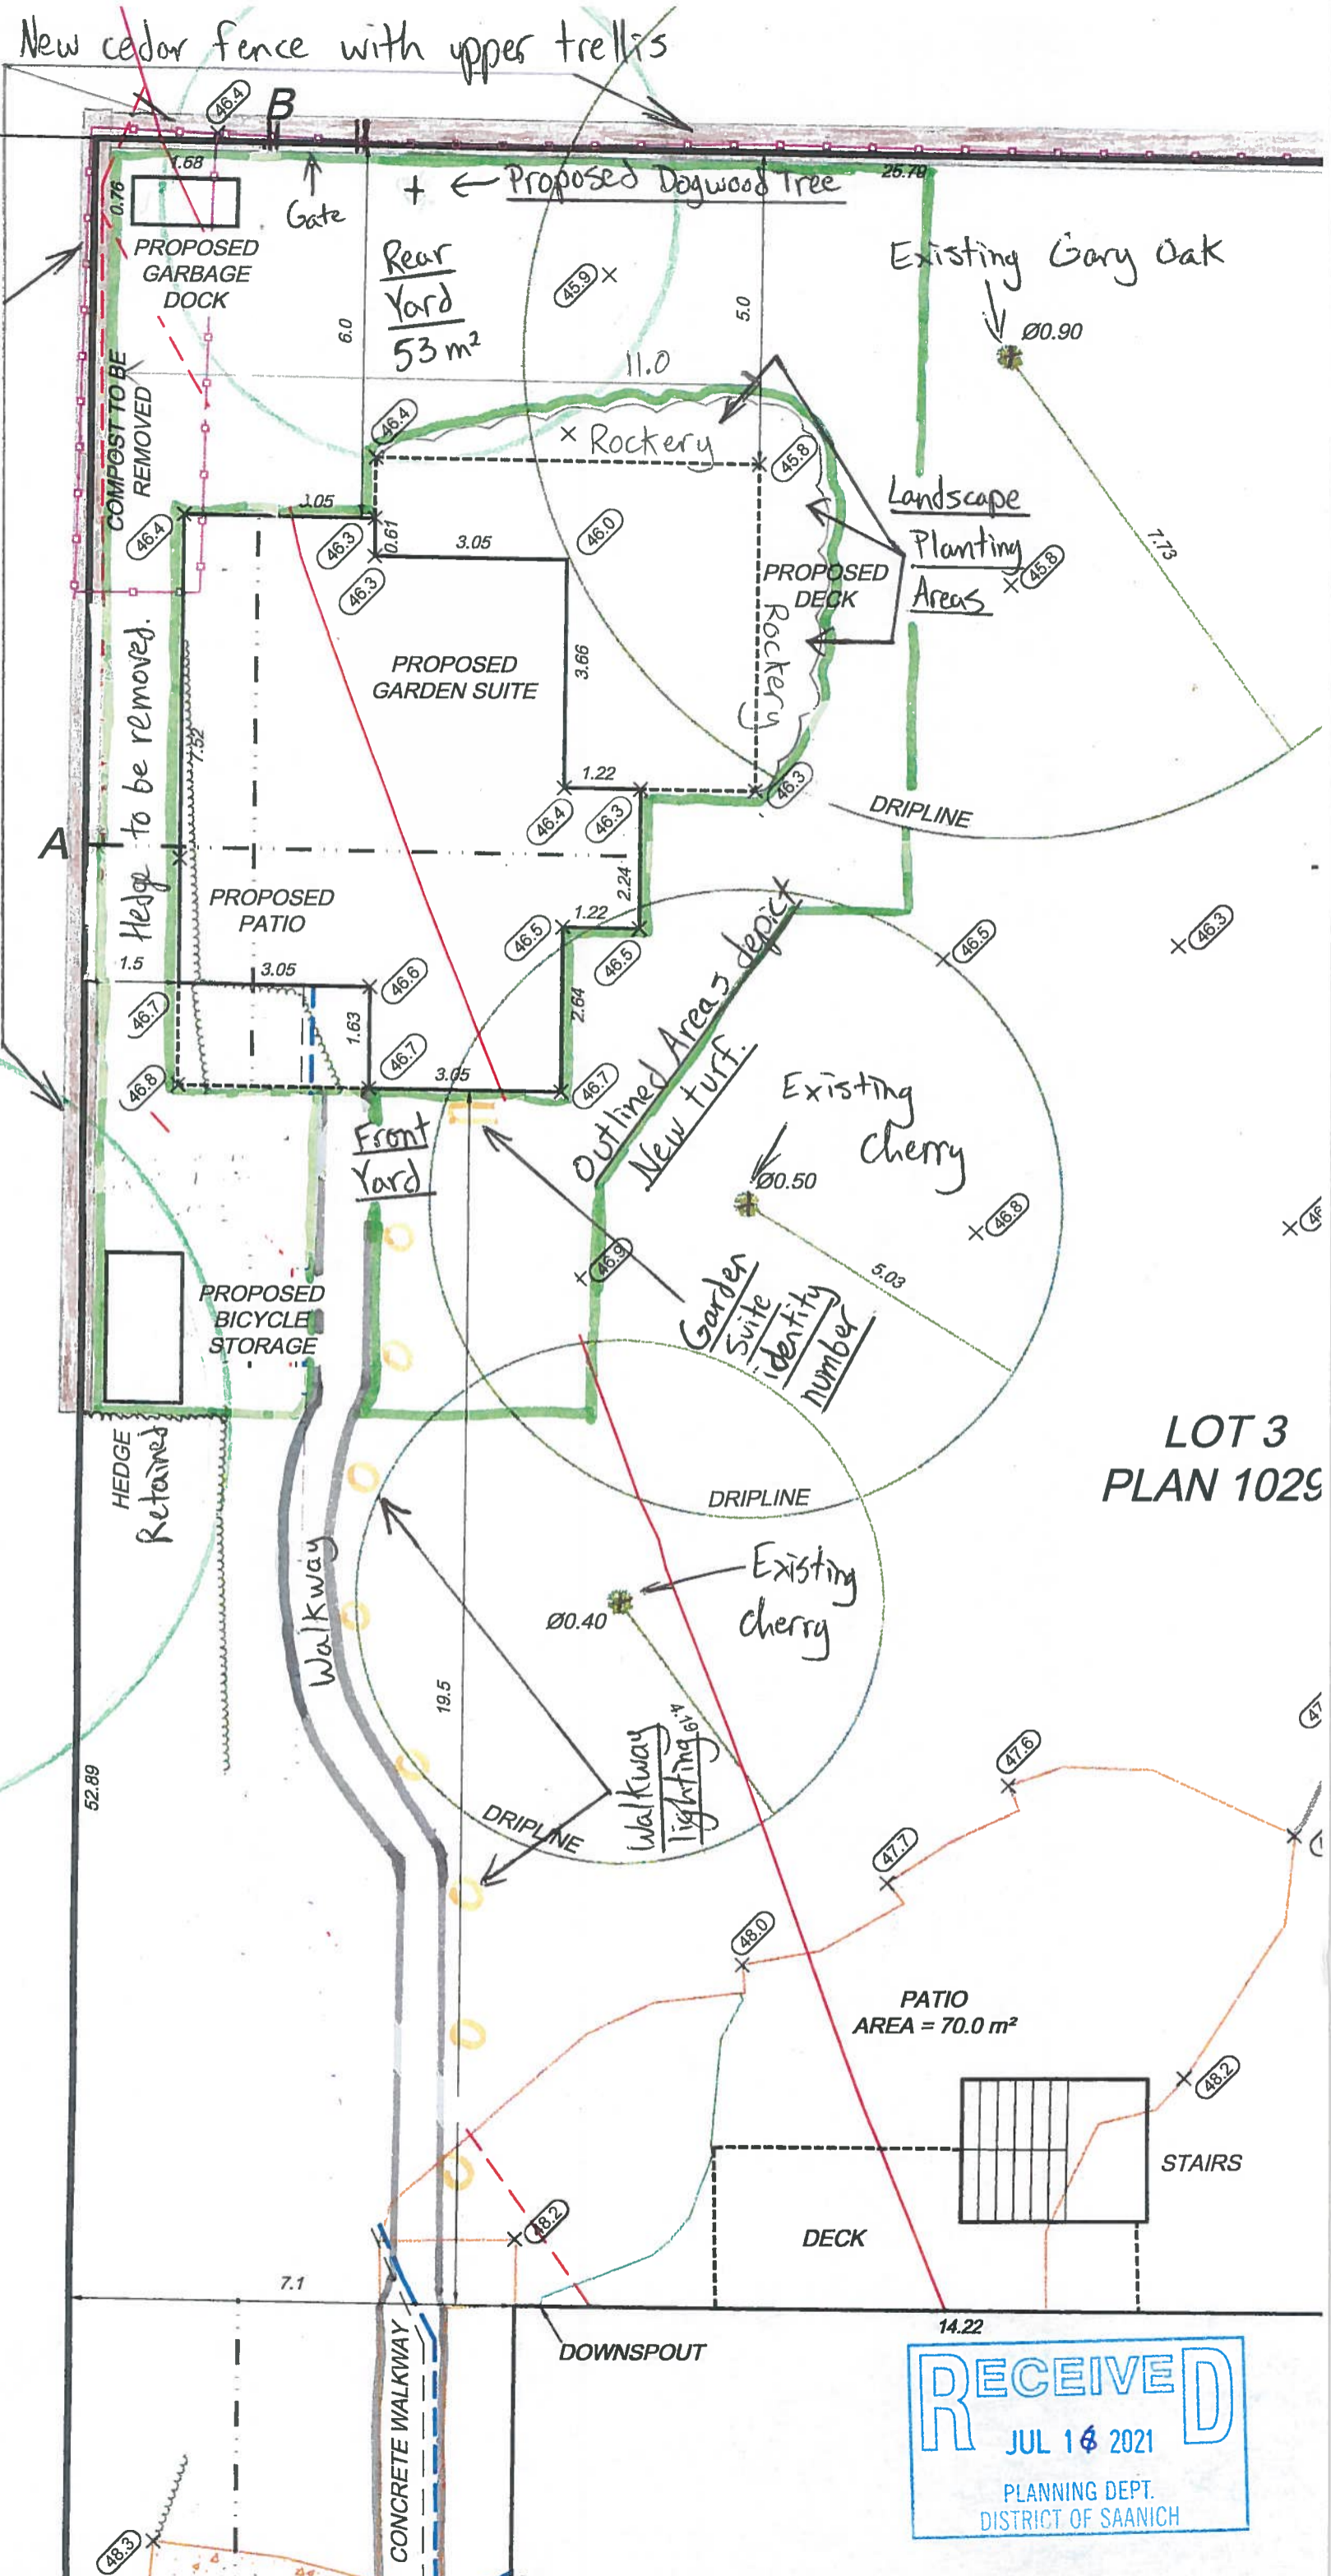 New cedar fence with upper trellis
46.4
B
1.68
0.76
Gate
+ ← Proposed Dogwood Tree
25.79
PROPOSED
GARBAGE
DOCK
Rear
Yard
53 m²
45.9
6.0
5.0
11.0
Existing Gary Oak
Ø0.90
7.73
COMPOST TO BE
REMOVED
46.4
Rockery
45.8
46.4
3.05
46.3
0.61
3.05
46.0
46.3
Landscape
Planting
Areas
45.8
PROPOSED
DECK
Rockery
PROPOSED
GARDEN SUITE
3.66
Hedge to be removed.
7.52
1.22
46.4
46.3
46.3
DRIPLINE
A
PROPOSED
PATIO
2.24
1.22
46.5
46.5
46.5
46.3
1.5
3.05
46.6
46.7
1.63
46.7
2.64
46.8
3.05
46.7
Outlined Areas depict
New turf.
Existing
cherry
Ø0.50
5.03
46.8
Front
Yard
46.9
Garden
Suite
identity
number
PROPOSED
BICYCLE
STORAGE
HEDGE
Retained
LOT 3
PLAN 1029
DRIPLINE
Walkway
Existing
cherry
Ø0.40
4.19
19.5
Walkway
lighting
DRIPLINE
52.89
47
47.6
47.7
48.0
PATIO
AREA = 70.0 m²
48.2
STAIRS
DECK
48.2
7.1
14.22
DOWNSPOUT
CONCRETE WALKWAY
48.3
RECEIVED
JUL 16 2021
PLANNING DEPT.
DISTRICT OF SAANICH